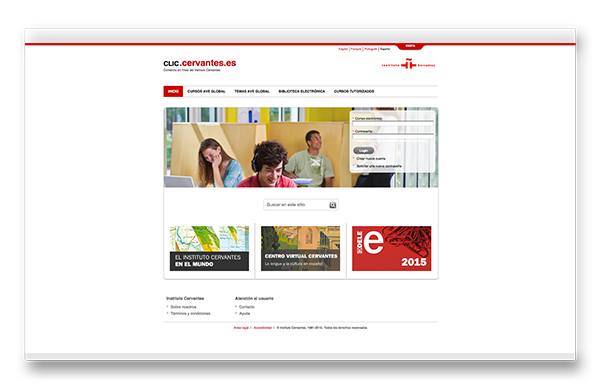 English | Français | Português | Español
CESTA
CLIC.cervantes.es
Comercio en línea del Instituto Cervantes
Instituto Cervantes
INICIO CURSOS AVE GLOBAL TEMAS AVE GLOBAL BIBLIOTECA ELECTRÓNICA CURSOS TUTORIZADOS
* Correo electrónico:
* Contraseña:
Login
Crear nueva cuenta
Solicitar una nueva contraseña
Buscar en este sitio
EL INSTITUTO CERVANTES
EN EL MUNDO
CENTRO VIRTUAL CERVANTES
La lengua y la cultura en español
DELE
e
2015
Instituto Cervantes
Sobre nosotros
Términos y condiciones
Atención al usuario
Contacto
Ayuda
Aviso legal | Accesibilidad | © Instituto Cervantes, 1991-2015. Todos los derechos reservados.